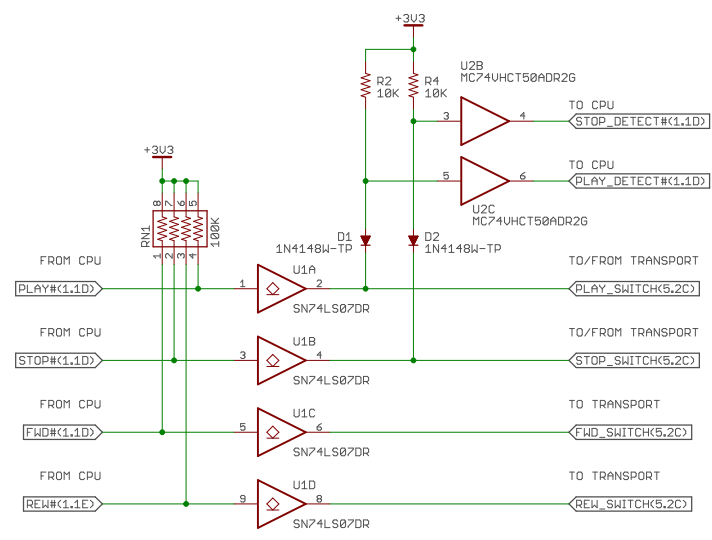 +3V3
U2B
MC74VHCT50ADR2G
R2
10K
R4
10K
TO CPU
3
4
STOP_DETECT#(1.1D)
+3V3
TO CPU
5
6
PLAY_DETECT#(1.1D)
8
7
6
5
U2C
MC74VHCT50ADR2G
RN1
100K
D1
1N4148W-TP
D2
1N4148W-TP
1
2
3
4
FROM CPU
U1A
TO/FROM TRANSPORT
PLAY#(1.1D)
1
2
PLAY_SWITCH(5.2C)
SN74LS07DR
FROM CPU
U1B
TO/FROM TRANSPORT
STOP#(1.1D)
3
4
STOP_SWITCH(5.2C)
SN74LS07DR
FROM CPU
U1C
TO TRANSPORT
FWD#(1.1D)
5
6
FWD_SWITCH(5.2C)
SN74LS07DR
FROM CPU
U1D
TO TRANSPORT
REW#(1.1E)
9
8
REW_SWITCH(5.2C)
SN74LS07DR